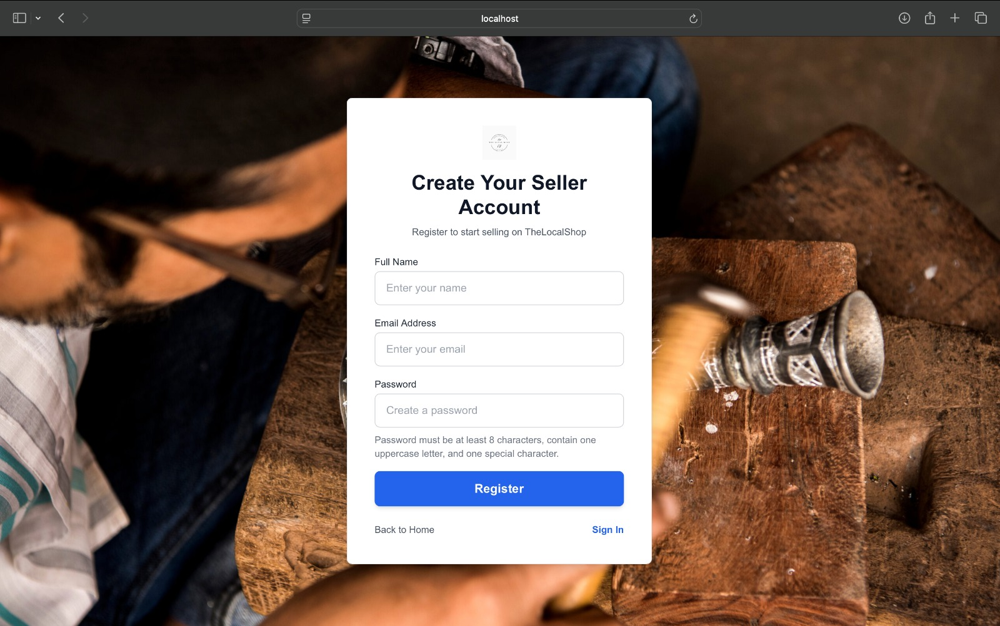 localhost
Create Your Seller
Account
Register to start selling on TheLocalShop
Full Name
Enter your name
Email Address
Enter your email
Password
Create a password
Password must be at least 8 characters, contain one
uppercase letter, and one special character.
Register
Back to Home
Sign In